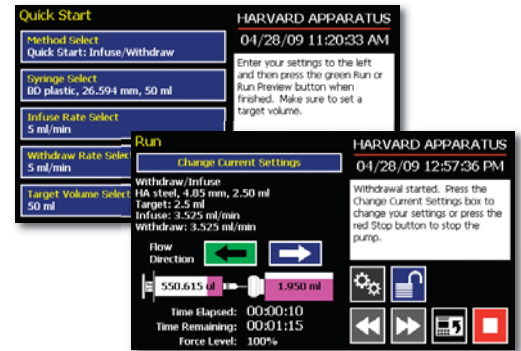 Quick Start
Method Select
Quick Start: Infuse/Withdraw
Syringe Select
BD plastic, 26.594 mm, 50 ml
Infuse Rate Select
5 ml/min
Withdraw Rate Selec
5 ml/min
Target Volume Select
50 ml
HARVARD APPARATUS
04/28/09 11:20:33 AM
Enter your settings to the left
and then press the green Run or
Run Preview button when
finished. Make sure to set a
target volume.
Run
Change Current Settings
Withdraw/Infuse
HA steel, 4.85 mm, 2.50 ml
Target: 2.5 ml
Infuse: 3.525 ml/min
Withdraw: 3.525 ml/min
Flow
Direction
550.615 ul
1.950 ml
Time Elapsed: 00:00:10
Time Remaining: 00:01:15
Force Level: 100%
HARVARD APPARATUS
04/28/09 12:57:36 PM
Withdrawal started. Press the
Change Current Settings box to
change your settings or press the
red Stop button to stop the
pump.